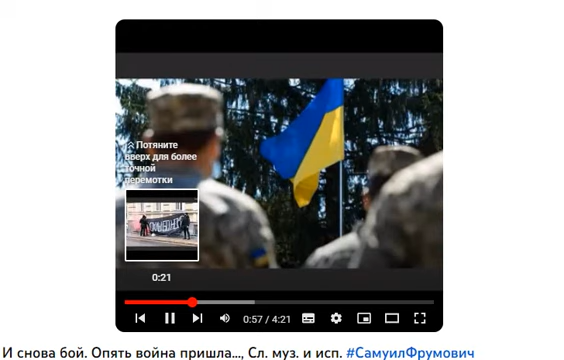 Потяните
вверх для более
точной
перемотки
0:21
0:57 / 4:21
И снова бой. Опять война пришла..., Сл. муз. и исп. #СамуилФрумович